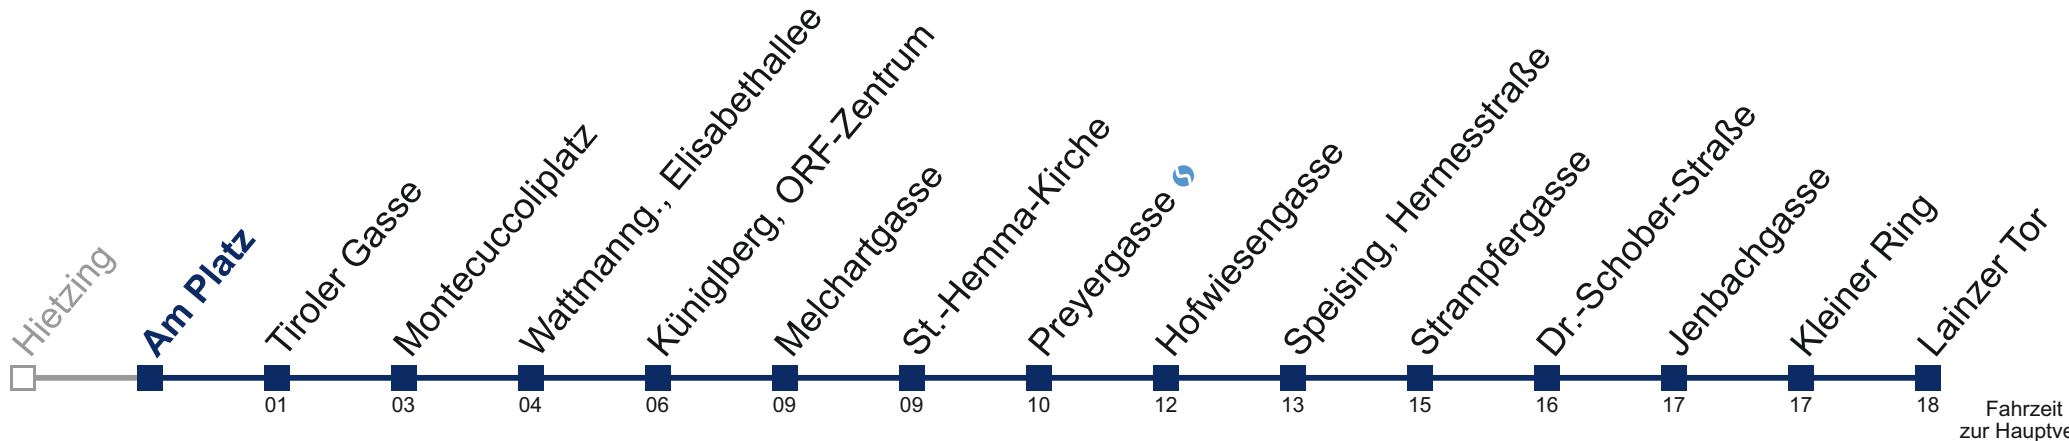 Hietzing
Am Platz
Tiroler Gasse
Montecuccoliplatz
Wattmanng., Elisabethallee
Küniglberg, ORF-Zentrum
Melchartgasse
St.-Hemma-Kirche
Preyergasse
Hofwiesengasse
Speising, Hermesstraße
Strampfergasse
Dr.-Schober-Straße
Jenbachgasse
Kleiner Ring
Lainzer Tor
01 03 04 06 09 09 10 12 13 15 16 17 17 18
Fahrzeit
zur Hauptve